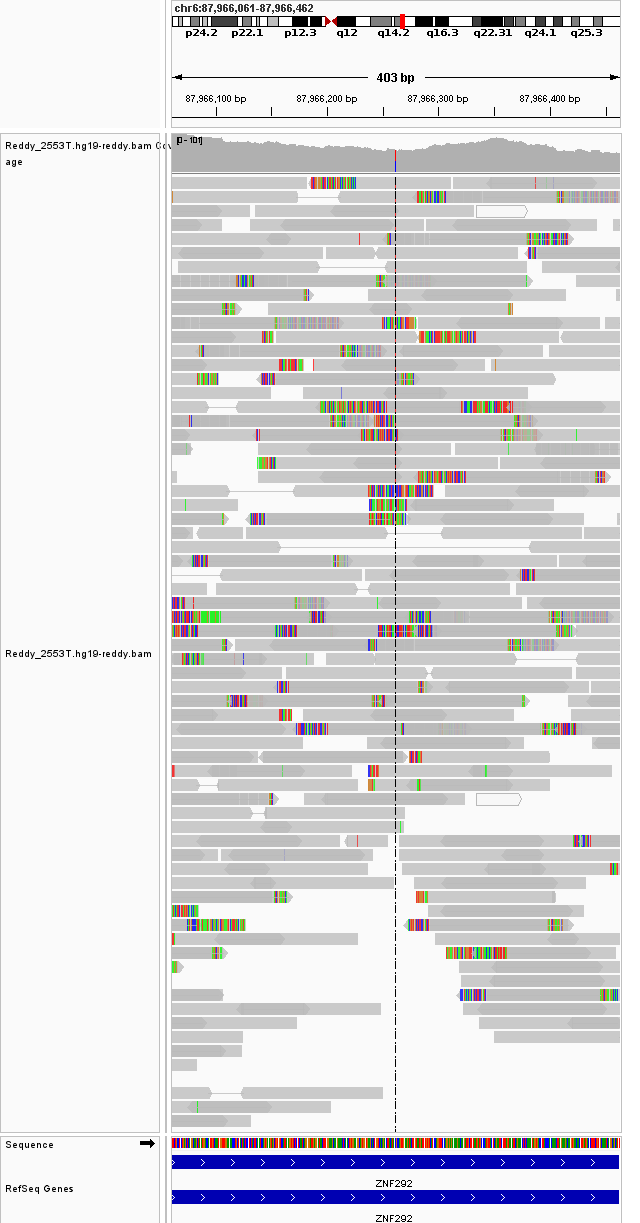 chr6:87,966,061-87,966,462
p24.2 p22.1 p12.3 q12 q14.2 q16.3 q22.31 q24.1 q25.3
403 bp
87,966,100 bp 87,966,200 bp 87,966,300 bp 87,966,400 bp
[0 - 101]
Reddy_2553T.hg19-reddy.bam Cov
age
Reddy_2553T.hg19-reddy.bam
Sequence
ZNF292
RefSeq Genes
ZNF292